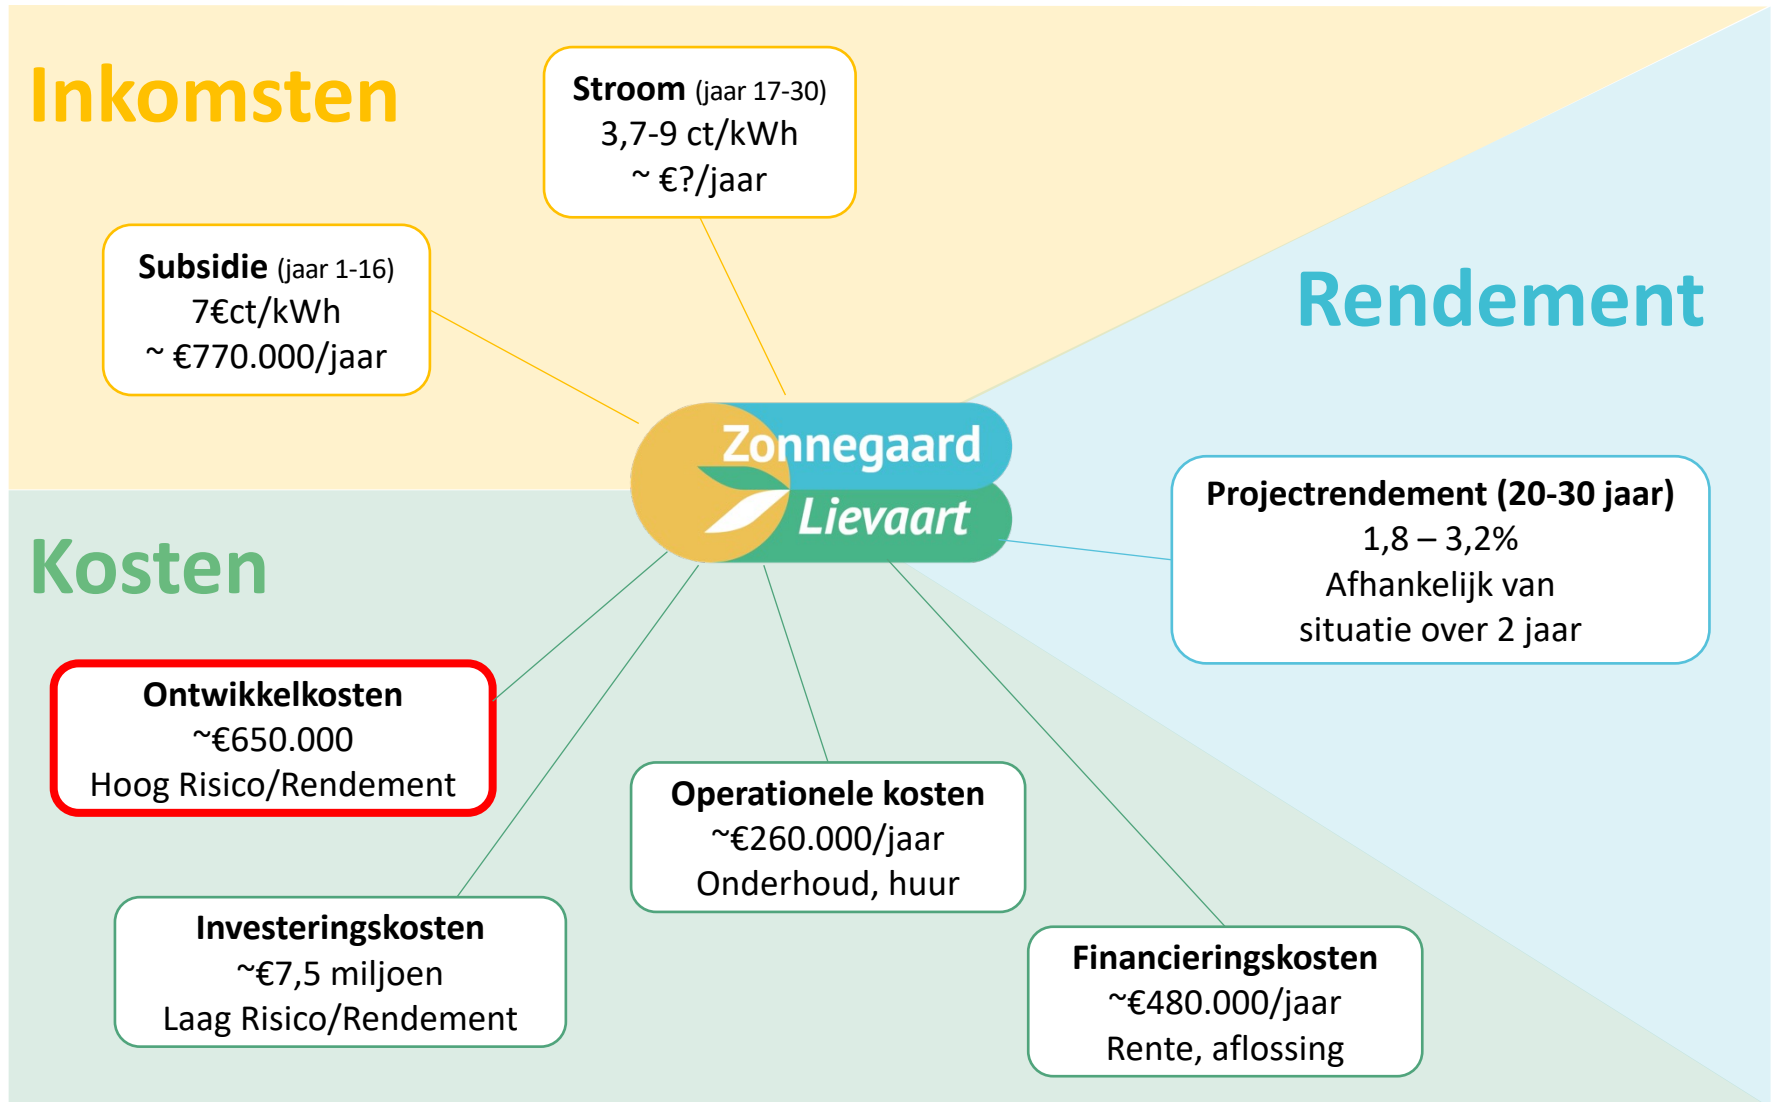 Inkomsten
Stroom (jaar 17-30)
3,7-9 ct/kWh
~ €?/jaar
Subsidie (jaar 1-16)
7€ct/kWh
~ €770.000/jaar
Rendement
Zonnegaard
Lievaart
Projectrendement (20-30 jaar)
1,8 – 3,2%
Afhankelijk van
situatie over 2 jaar
Kosten
Ontwikkelkosten
~€650.000
Hoog Risico/Rendement
Operationele kosten
~€260.000/jaar
Onderhoud, huur
Investeringskosten
~€7,5 miljoen
Laag Risico/Rendement
Financieringskosten
~€480.000/jaar
Rente, aflossing